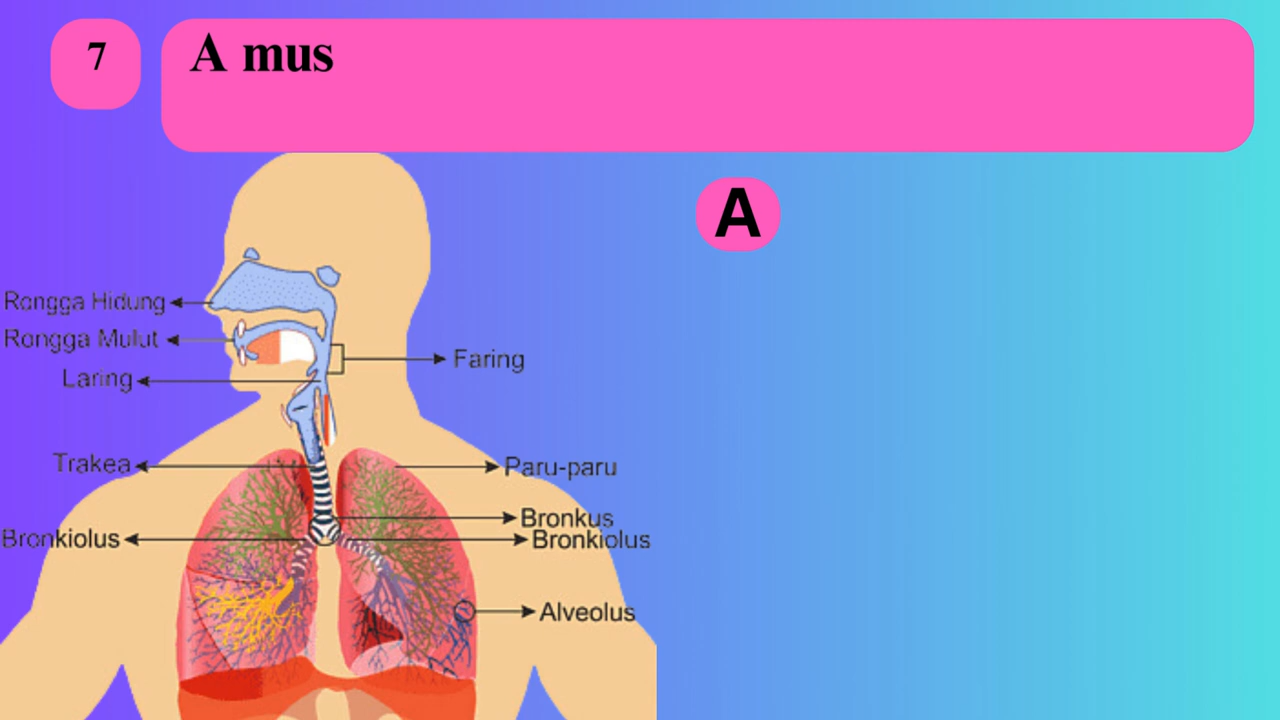 7
A mus
A
Rongga Hidung
Rongga Mulut
Laring
Faring
Trakea
Paru-paru
Bronkus
Bronkiolus
Bronkiolus
Alveolus